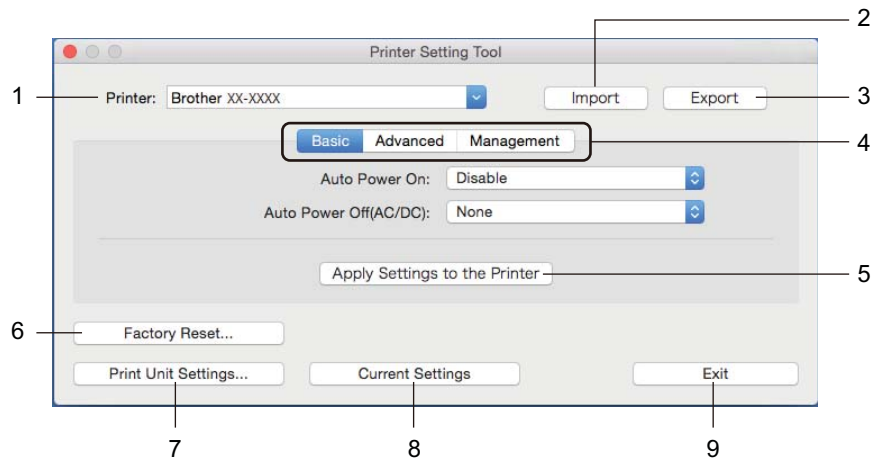 2
Printer Setting Tool
1 Printer: Brother XX-XXXX Import Export 3
Basic Advanced Management 4
Auto Power On: Disable
Auto Power Off(AC/DC): None
Apply Settings to the Printer 5
6 Factory Reset...
Print Unit Settings... Current Settings Exit
7 8 9